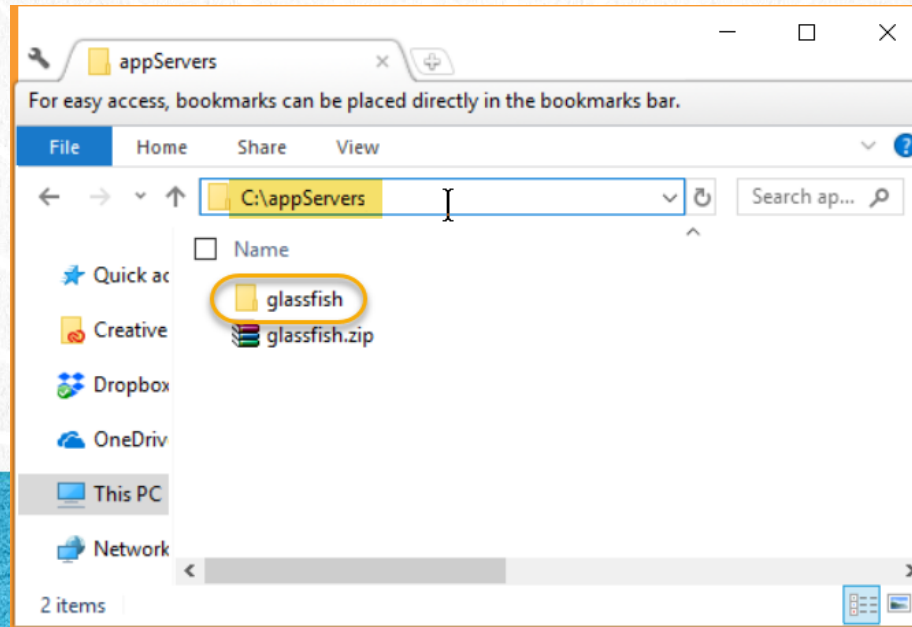 appServers
For easy access, bookmarks can be placed directly in the bookmarks bar.
File Home Share View
C:\appServers Search ap...
Name
Quick ac
glassfish
Creative
glassfish.zip
Dropbox
OneDriv
This PC
Network
2 items